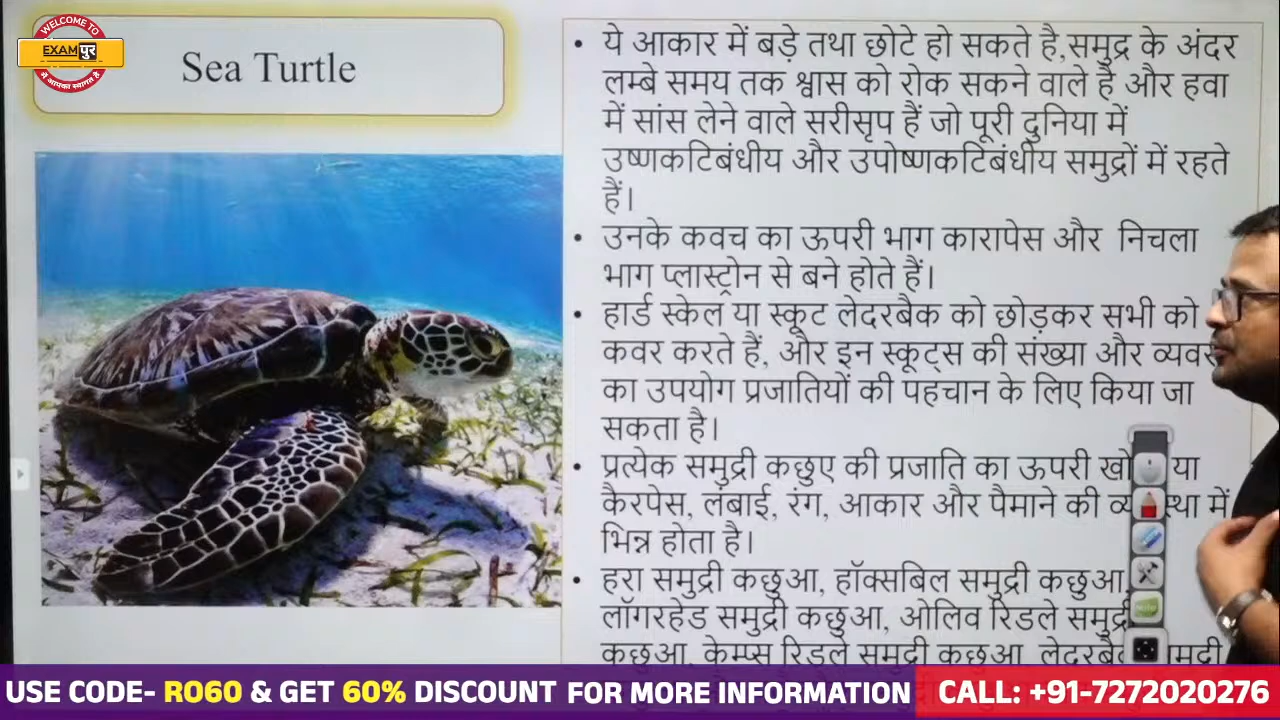 WELCOME TO
EXAM पुर
में आपका स्वागत है
Sea Turtle
• ये आकार में बड़े तथा छोटे हो सकते है,समुद्र के अंदर
लम्बे समय तक श्वास को रोक सकने वाले है और हवा
में सांस लेने वाले सरीसृप हैं जो पूरी दुनिया में
उष्णकटिबंधीय और उपोष्णकटिबंधीय समुद्रों में रहते
हैं।
• उनके कवच का ऊपरी भाग कारापेस और निचला
भाग प्लास्ट्रोन से बने होते हैं।
• हार्ड स्केल या स्कूट लेदरबैक को छोड़कर सभी को
कवर करते हैं, और इन स्कूट्स की संख्या और
का उपयोग प्रजातियों की पहचान के लिए किया जा
सकता है।
• प्रत्येक समुद्री कछुए की प्रजाति का ऊपरी या
कैरपेस, लंबाई, रंग, आकार और पैमाने की में
भिन्न होता है।
• हरा समुद्री कछुआ, हॉक्सबिल समुद्री कछुआ
लॉगरहेड समुद्री कछुआ, ओलिव रिडले
कछुआ, केम्प्स रिडले समुद्री कछुआ
USE CODE- RO60 & GET 60% DISCOUNT FOR MORE INFORMATION CALL: +91-7272020276